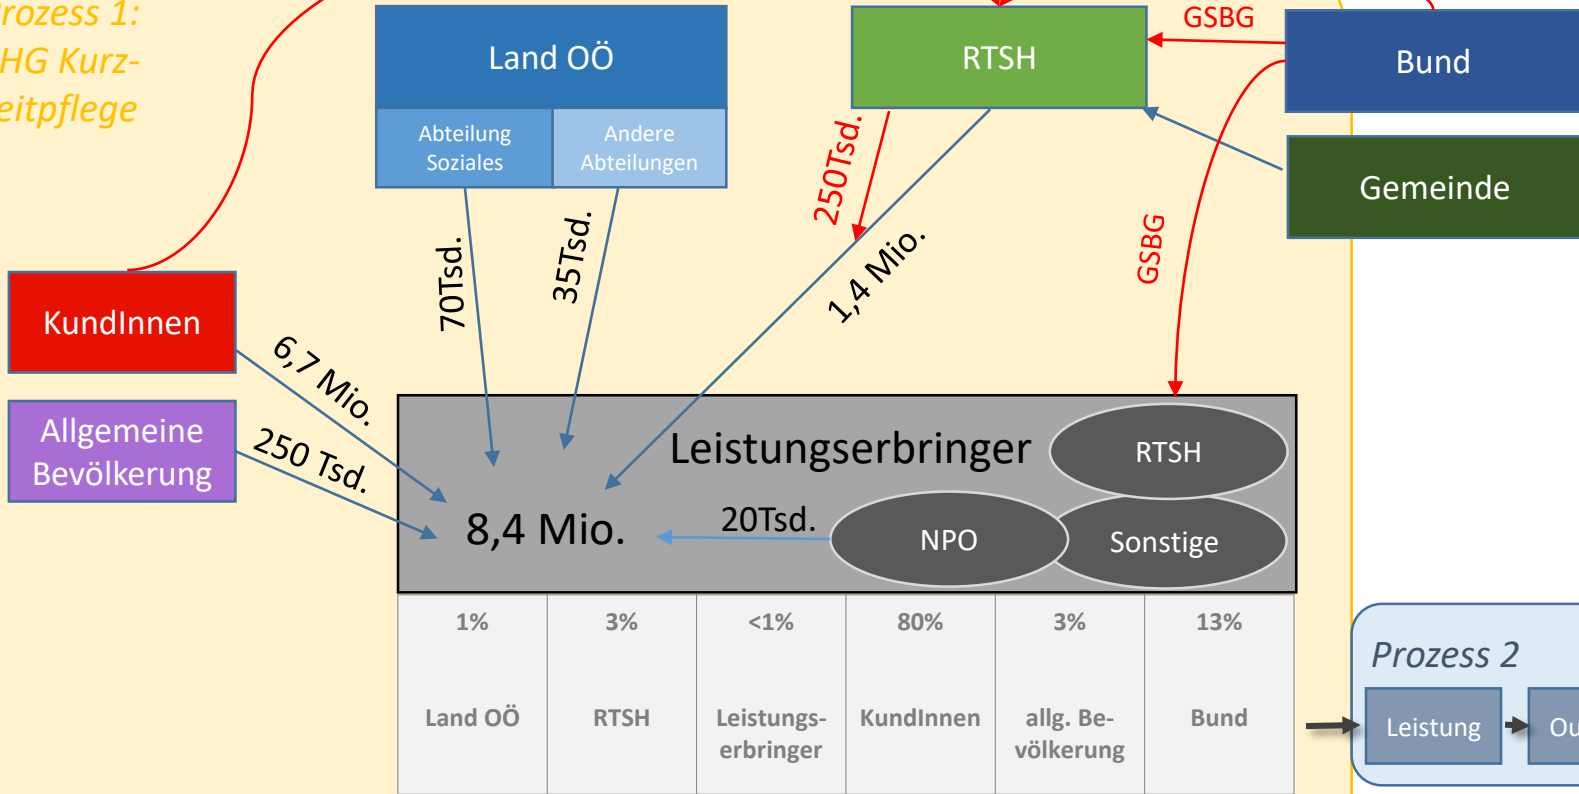 Prozess 1:
HG Kurz-
eitpflege
Land OÖ
Abteilung
Soziales
Andere
Abteilungen
RTSH
GSBG
Bund
Gemeinde
250Tsd.
1,4 Mio.
GSBG
70Tsd.
35Tsd.
KundInnen
6,7 Mio.
Allgemeine
Bevölkerung
250 Tsd.
Leistungserbringer
RTSH
8,4 Mio.
20Tsd.
NPO
Sonstige
1%
3%
<1%
80%
3%
13%
Land OÖ
RTSH
Leistungs-
erbringer
KundInnen
allg. Be-
völkerung
Bund
Prozess 2
Leistung
Ou